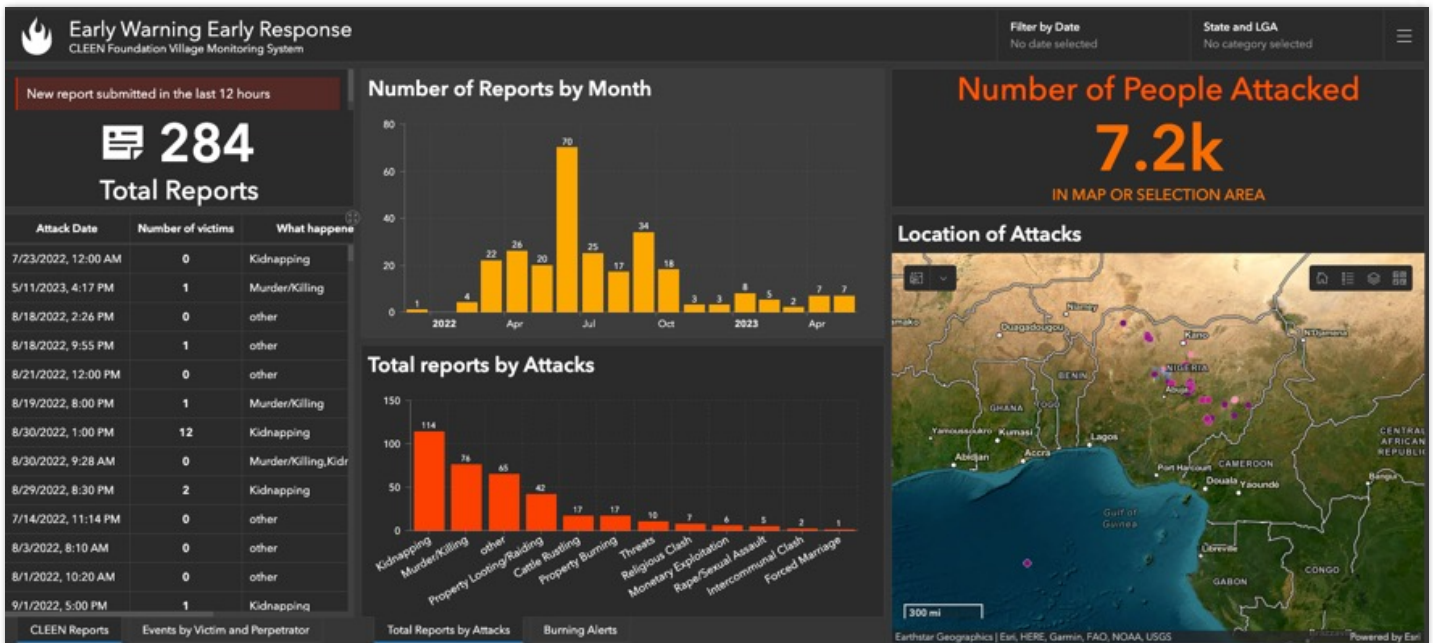 Early Warning Early Response
CLEEN Foundation Village Monitoring System
Filter by Date
No date selected
State and LGA
No category selected
New report submitted in the last 12 hours
284
Total Reports
Attack Date Number of victims What happene
7/23/2022, 12:00 AM 0 Kidnapping
5/11/2023, 4:17 PM 1 Murder/Killing
8/18/2022, 2:26 PM 0 other
8/18/2022, 9:55 PM 1 other
8/21/2022, 12:00 PM 0 other
8/19/2022, 8:00 PM 1 Murder/Killing
8/30/2022, 1:00 PM 12 Kidnapping
8/30/2022, 9:28 AM 0 Murder/Killing,Kidr
8/29/2022, 8:30 PM 2 Kidnapping
7/14/2022, 11:14 PM 0 other
8/3/2022, 8:10 AM 0 other
8/1/2022, 10:20 AM 0 other
9/1/2022, 5:00 PM 1 Kidnapping
CLEEN Reports Events by Victim and Perpetrator
Number of Reports by Month
80
60
40
20
0
1 4 22 26 20 70 25 17 34 18 3 3 8 5 2 7 7
2022 Apr Jul Oct 2023 Apr
Total reports by Attacks
150
100
50
0
114 76 65 42 17 17 10 7 6 5 2 1
Kidnapping
Murder/Killing
other
Property Looting/Raiding
Cattle Rustling
Property Burning
Threats
Religious Clash
Monetary Exploitation
Rape/Sexual Assault
Intercommunal Clash
Forced Marriage
Total Reports by Attacks Burning Alerts
Number of People Attacked
7.2k
IN MAP OR SELECTION AREA
Location of Attacks
Niamey
mako
Ouagadougou
Kano
N'Djamena
BENIN
NIGERIA
Abuja
GHANA
TOGO
Yamoussoukro
Kumasi
Lagos
CENTRAL
AFRICAN
REPUBLIC
Abidjan
Accra
Port Harcourt
CAMEROON
Douala
Yaoundé
Bangui
Gulf of
Guinea
Libreville
GABON
CONGO
300 mi
Earthstar Geographics | Esri, HERE, Garmin, FAO, NOAA, USGS
Powered by Esri